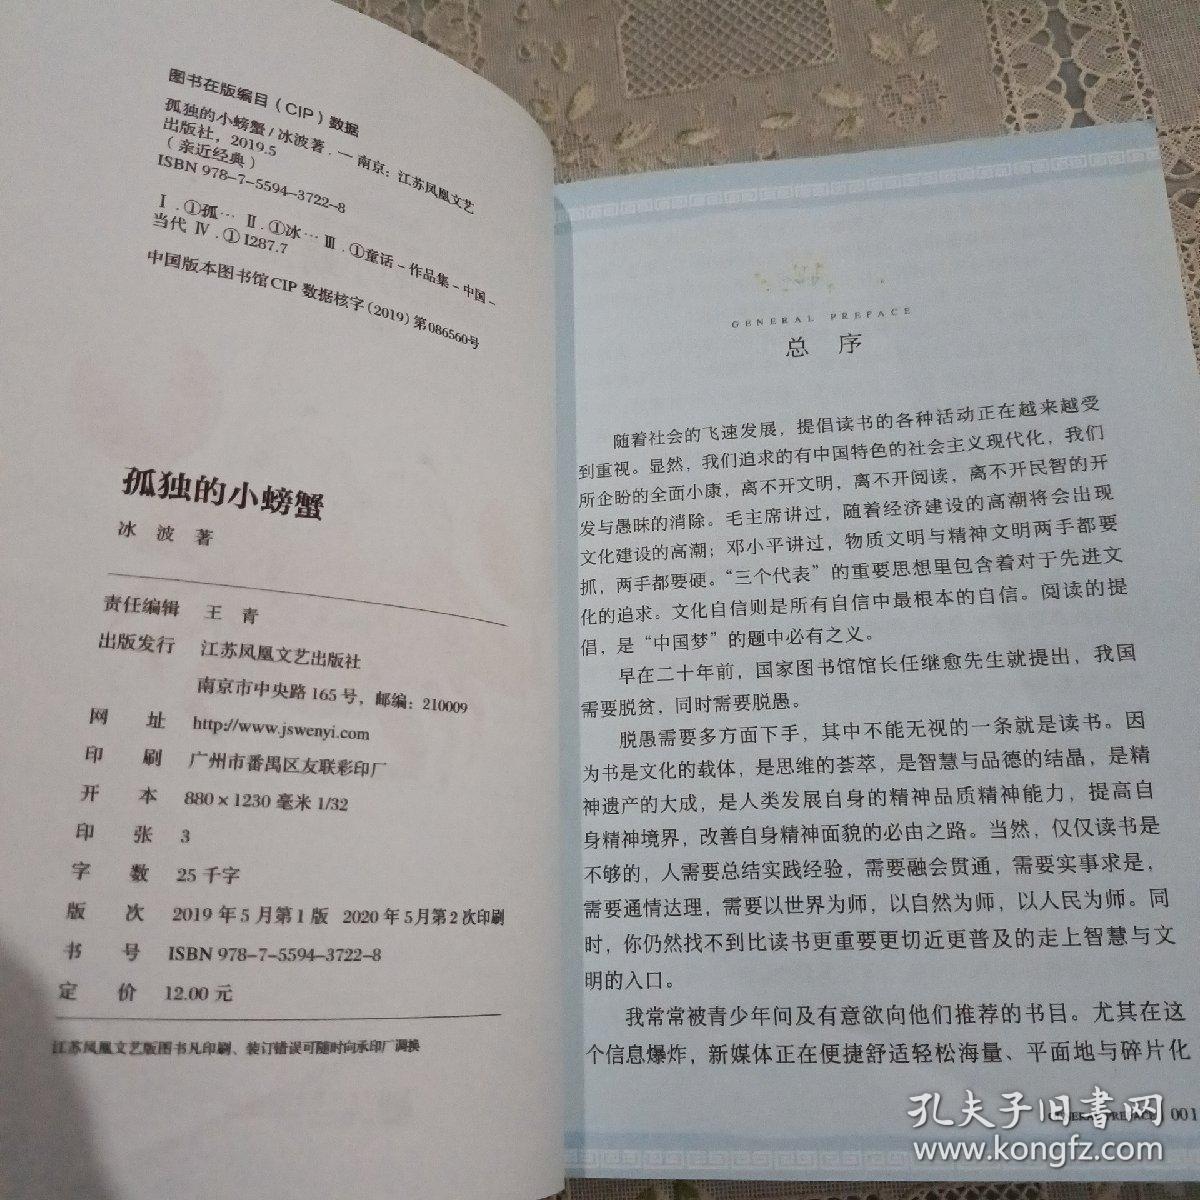 图书在版编目（CIP）数据
孤独的小螃蟹/冰波著.—南京：江苏凤凰文艺
出版社，2019.5
（亲近经典）
ISBN 978-7-5594-3722-8
Ⅰ.①孤… Ⅱ.①冰… Ⅲ.①童话-作品集-中国-
当代 Ⅳ.①I287.7
中国版本图书馆CIP数据核字（2019）第086560号
孤独的小螃蟹
冰 波 著
责任编辑 王 青
出版发行 江苏凤凰文艺出版社
南京市中央路165号，邮编：210009
网 址 http://www.jswenyi.com
印 刷 广州市番禺区友联彩印厂
开 本 880×1230 毫米 1/32
印 张 3
字 数 25千字
版 次 2019年5月第1版 2020年5月第2次印刷
书 号 ISBN 978-7-5594-3722-8
定 价 12.00元
江苏凤凰文艺版图书凡印刷、装订错误可随时向承印厂调换
GENERAL PREFACE
总 序
随着社会的飞速发展，提倡读书的各种活动正在越来越受
到重视。显然，我们追求的有中国特色的社会主义现代化，我们
所企盼的全面小康，离不开文明，离不开阅读，离不开民智的开
发与愚昧的消除。毛主席讲过，随着经济建设的高潮将会出现
文化建设的高潮；邓小平讲过，物质文明与精神文明两手都要
抓，两手都要硬。“三个代表”的重要思想里包含着对于先进文
化的追求。文化自信则是所有自信中最根本的自信。阅读的提
倡，是“中国梦”的题中必有之义。
早在二十年前，国家图书馆馆长任继愈先生就提出，我国
需要脱贫，同时需要脱愚。
脱愚需要多方面下手，其中不能无视的一条就是读书。因
为书是文化的载体，是思维的荟萃，是智慧与品德的结晶，是精
神遗产的大成，是人类发展自身的精神品质精神能力，提高自
身精神境界，改善自身精神面貌的必由之路。当然，仅仅读书是
不够的，人需要总结实践经验，需要融会贯通，需要实事求是，
需要通情达理，需要以世界为师，以自然为师，以人民为师。同
时，你仍然找不到比读书更重要更切近更普及的走上智慧与文
明的入口。
我常常被青少年问及有意欲向他们推荐的书目。尤其在这
个信息爆炸，新媒体正在便捷舒适轻松海量、平面地与碎片化
GENERAL PREFACE 001
孔夫子旧书网
www.kongfz.com